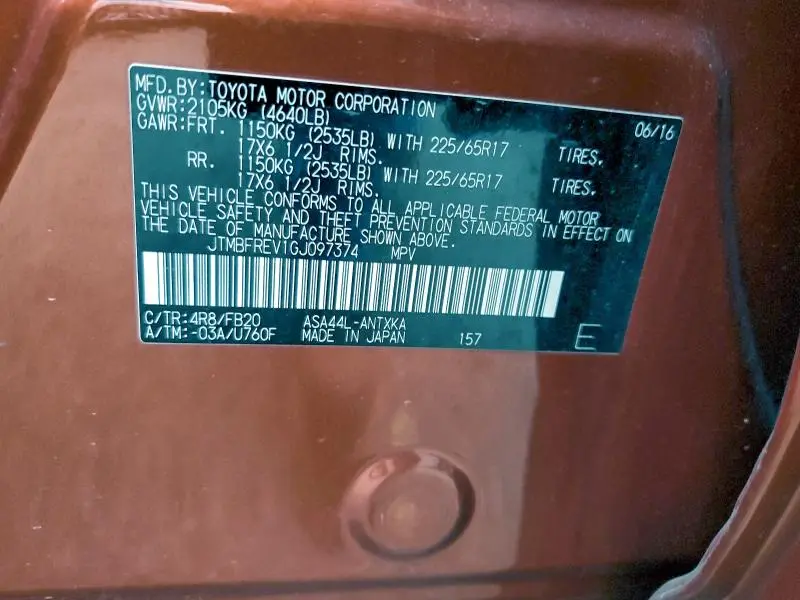 MFD.BY:TOYOTA MOTOR CORPORATION 06/16
GVWR:2105KG (4640LB)
GAWR:FRT. 1150KG (2535LB) WITH 225/65R17 TIRES.
17X6 1/2J RIMS.
RR. 1150KG (2535LB) WITH 225/65R17 TIRES.
17X6 1/2J RIMS.
THIS VEHICLE CONFORMS TO ALL APPLICABLE FEDERAL MOTOR
VEHICLE SAFETY AND THEFT PREVENTION STANDARDS IN EFFECT ON
THE DATE OF MANUFACTURE SHOWN ABOVE.
JTMBFREV1GJ097374 MPV
C/TR:4R8/FB20 ASA44L-ANTXKA
A/TM:-03A/U760F MADE IN JAPAN 157 E